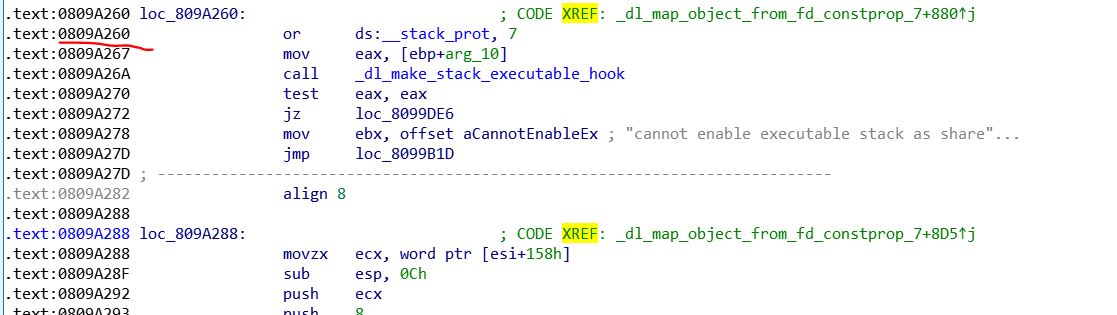 .text:0809A260 loc_809A260: ; CODE XREF: _dl_map_object_from_fd_constprop_7+880↑j
.text:0809A260 or ds:__stack_prot, 7
.text:0809A267 mov eax, [ebp+arg_10]
.text:0809A26A call _dl_make_stack_executable_hook
.text:0809A270 test eax, eax
.text:0809A272 jz loc_8099DE6
.text:0809A278 mov ebx, offset aCannotEnableEx ; "cannot enable executable stack as share"...
.text:0809A27D jmp loc_8099B1D
.text:0809A27D ; ---------------------------------------------------------------------------
.text:0809A282 align 8
.text:0809A288
.text:0809A288 loc_809A288: ; CODE XREF: _dl_map_object_from_fd_constprop_7+8D5↑j
.text:0809A288 movzx ecx, word ptr [esi+158h]
.text:0809A28F sub esp, 0Ch
.text:0809A292 push ecx
.text:0809A293 push 8